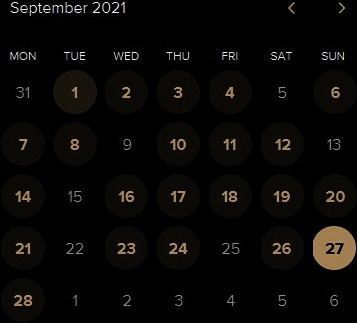 September 2021
MON TUE WED THU FRI SAT SUN
31 1 2 3 4 5 6
7 8 9 10 11 12 13
14 15 16 17 18 19 20
21 22 23 24 25 26 27
28 1 2 3 4 5 6